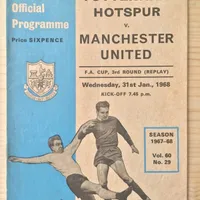 Official
Programme
Price SIXPENCE
HOTSPUR
v.
MANCHESTER
UNITED
F.A. CUP, 3rd ROUND (REPLAY)
Wednesday, 31st Jan., 1968
KICK-OFF 7.45 p.m.
SEASON
1967-68
Vol. 60
No. 29